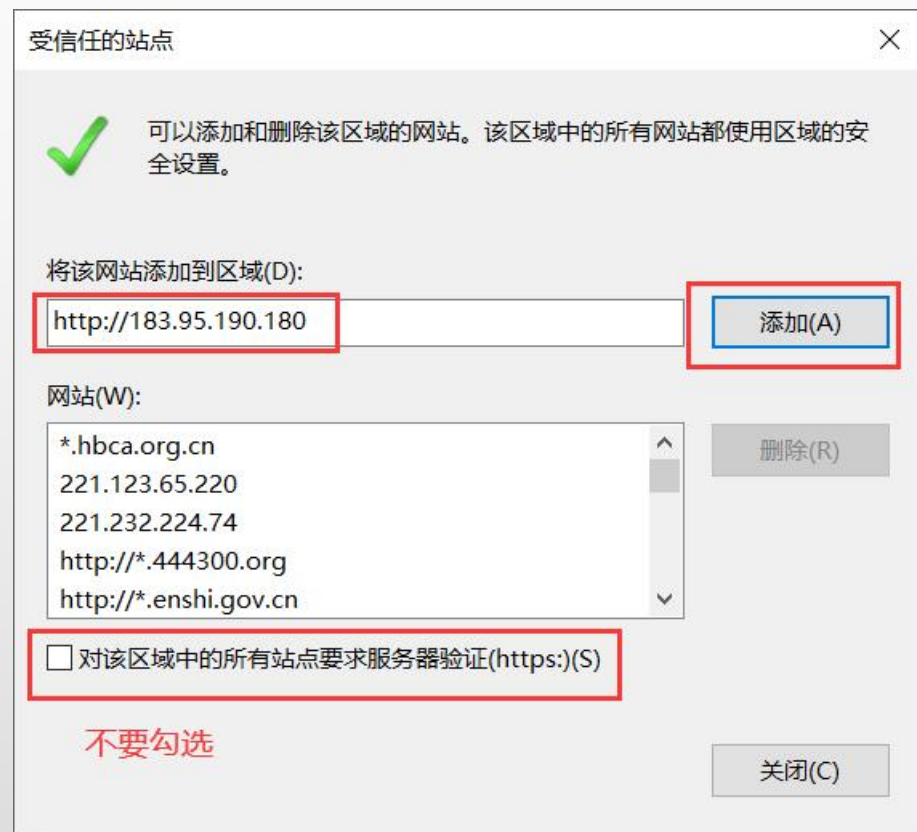 受信任的站点
可以添加和删除该区域的网站。该区域中的所有网站都使用区域的安
全设置。
将该网站添加到区域(D):
http://183.95.190.180
添加(A)
网站(W):
*.hbca.org.cn
删除(R)
221.123.65.220
221.232.224.74
http://*.444300.org
http://*.enshi.gov.cn
对该区域中的所有站点要求服务器验证(https:)(S)
不要勾选
关闭(C)